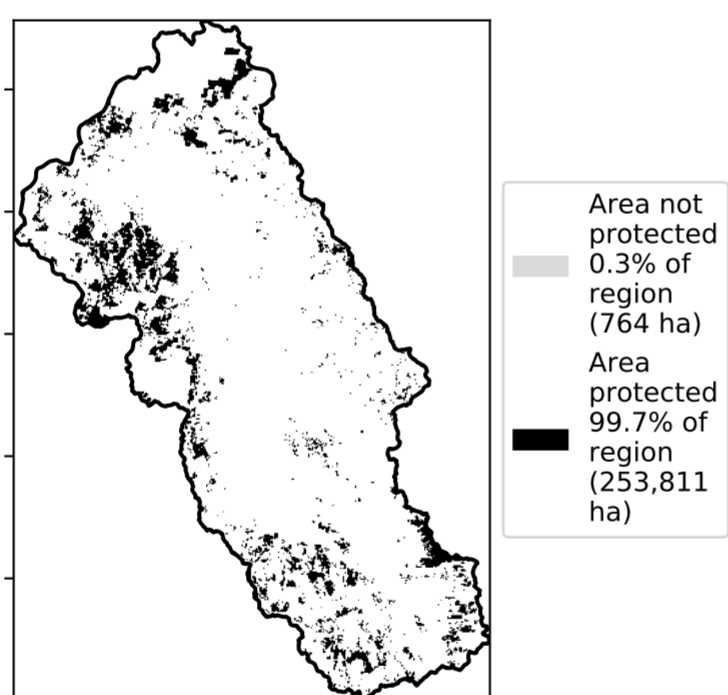 Area not
protected
0.3% of
region
(764 ha)
Area
protected
99.7% of
region
(253,811
ha)